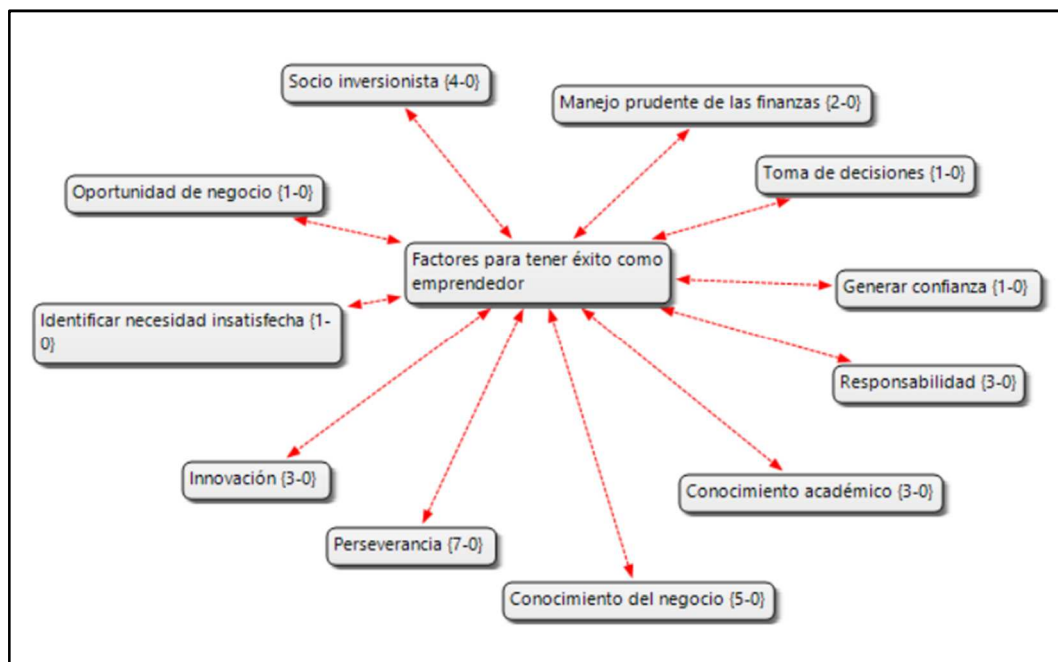 Socio inversionista {4-0}
Manejo prudente de las finanzas {2-0}
Toma de decisiones {1-0}
Oportunidad de negocio {1-0}
Factores para tener éxito como
emprendedor
Generar confianza {1-0}
Identificar necesidad insatisfecha {1-
0}
Responsabilidad {3-0}
Innovación {3-0}
Conocimiento académico {3-0}
Perseverancia {7-0}
Conocimiento del negocio {5-0}